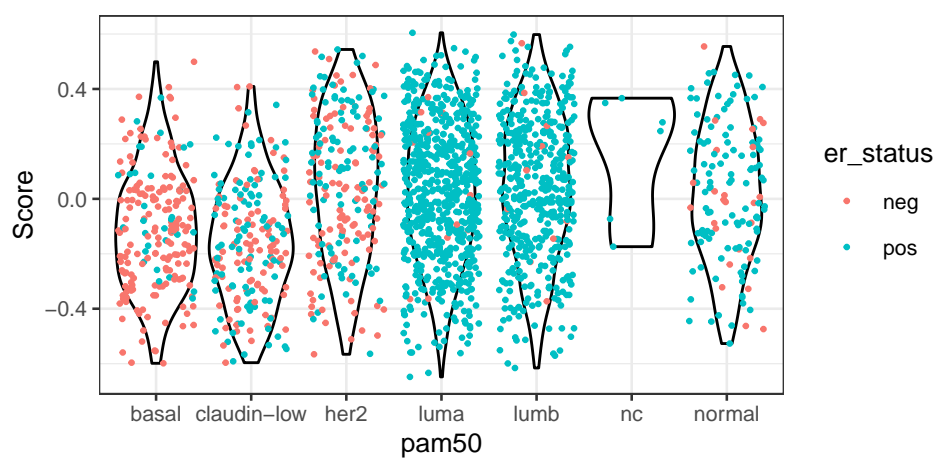 0.4
0.0
−0.4
Score
basal
claudin−low
her2
luma
lumb
nc
normal
pam50
er_status
neg
pos